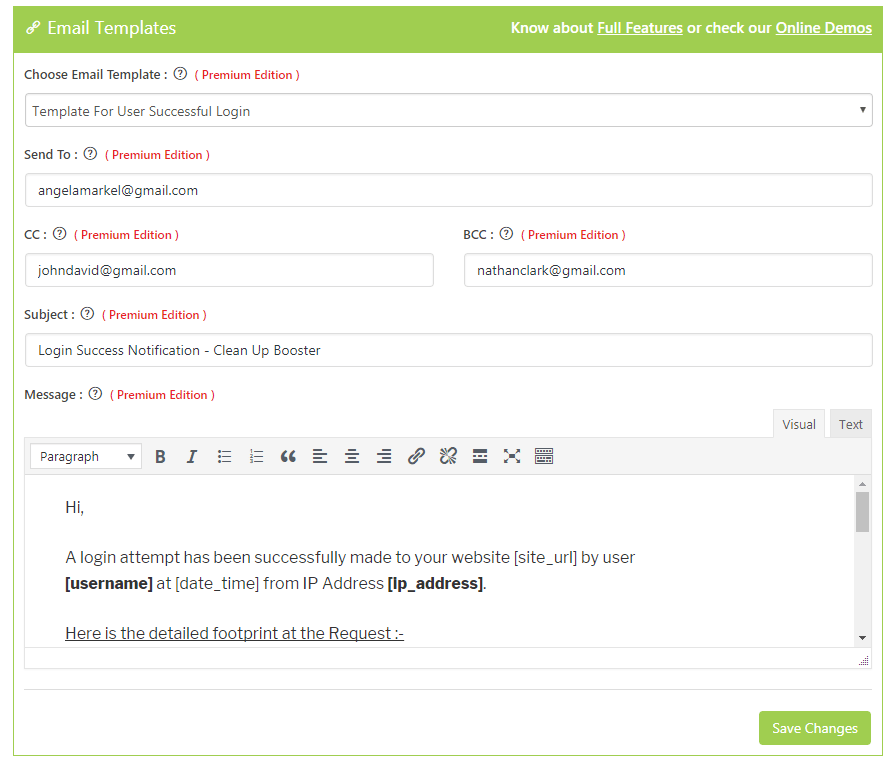 Email Templates
Know about Full Features or check our Online Demos
Choose Email Template : ? ( Premium Edition )
Template For User Successful Login
Send To : ? ( Premium Edition )
angelamarkel@gmail.com
CC : ? ( Premium Edition )
BCC : ? ( Premium Edition )
johndavid@gmail.com
nathanclark@gmail.com
Subject : ? ( Premium Edition )
Login Success Notification - Clean Up Booster
Message : ? ( Premium Edition )
Visual Text
Paragraph B I
Hi,
A login attempt has been successfully made to your website [site_url] by user
[username] at [date_time] from IP Address [ip_address].
Here is the detailed footprint at the Request :-
Save Changes